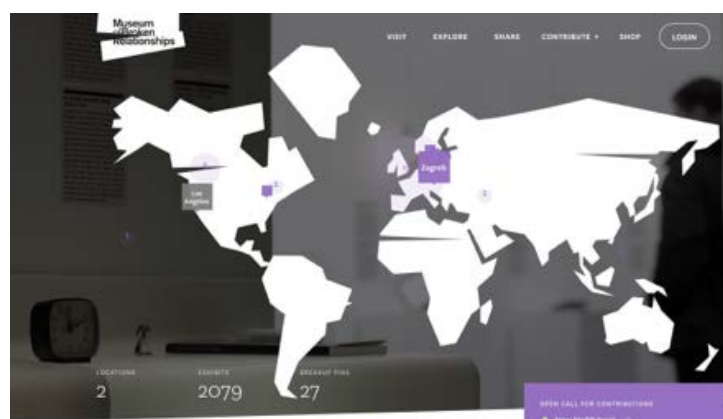 Museum
of Broken
Relationships
VISIT
EXPLORE
SHARE
CONTRIBUTE
SHOP
LOGIN
Zagreb
Los
Angeles
LOCATIONS
EXHIBITS
BREAKUP PINS
2
2079
27
OPEN CALL FOR CONTRIBUTIONS